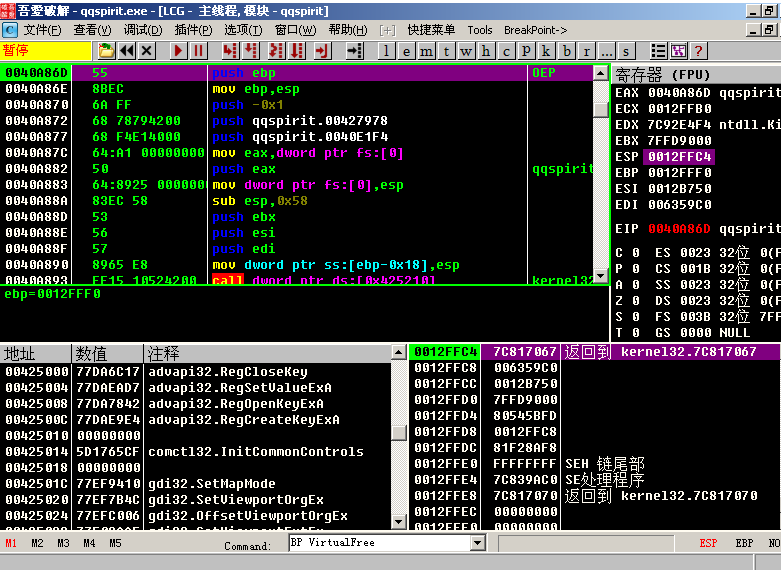 吾爱破解 - qqspirit.exe - [LCG - 主线程, 模块 - qqspirit]
C 文件(F) 查看(V) 调试(D) 插件(P) 选项(T) 窗口(W) 帮助(H) [+] 快捷菜单 Tools BreakPoint->
暂停 l e m t w h c p k b r ... s ?
0040A86D 55 push ebp OEP
0040A86E 8BEC mov ebp,esp
0040A870 6A FF push -0x1
0040A872 68 78794200 push qqspirit.00427978
0040A877 68 F4E14000 push qqspirit.0040E1F4
0040A87C 64:A1 00000000 mov eax,dword ptr fs:[0]
0040A882 50 push eax qqspirit
0040A883 64:8925 0000000 mov dword ptr fs:[0],esp
0040A88A 83EC 58 sub esp,0x58
0040A88D 53 push ebx
0040A88E 56 push esi
0040A88F 57 push edi
0040A890 8965 E8 mov dword ptr ss:[ebp-0x18],esp
0040A893 FF15 10524200 call dword ptr ds:[0x425210] kernel32
ebp=0012FFF0
寄存器 (FPU)
EAX 0040A86D qqspirit
ECX 0012FFB0
EDX 7C92E4F4 ntdll.Ki
EBX 7FFD9000
ESP 0012FFC4
EBP 0012FFF0
ESI 0012B750
EDI 006359C0
EIP 0040A86D qqspirit
C 0 ES 0023 32位 0(F
P 0 CS 001B 32位 0(F
A 0 SS 0023 32位 0(F
Z 0 DS 0023 32位 0(F
S 0 FS 003B 32位 7FF
T 0 GS 0000 NULL
地址 数值 注释
00425000 77DA6C17 advapi32.RegCloseKey
00425004 77DAEAD7 advapi32.RegSetValueExA
00425008 77DA7842 advapi32.RegOpenKeyExA
0042500C 77DAE9E4 advapi32.RegCreateKeyExA
00425010 00000000
00425014 5D1765CF comctl32.InitCommonControls
00425018 00000000
0042501C 77EF9410 gdi32.SetMapMode
00425020 77EF7B4C gdi32.SetViewportOrgEx
00425024 77EFC006 gdi32.OffsetViewportOrgEx
0012FFC4 7C817067 返回到 kernel32.7C817067
0012FFC8 006359C0
0012FFCC 0012B750
0012FFD0 7FFD9000
0012FFD4 80545BFD
0012FFD8 0012FFC8
0012FFDC 81F28AF8
0012FFE0 FFFFFFFF SEH 链尾部
0012FFE4 7C839AC0 SE处理程序
0012FFE8 7C817070 返回到 kernel32.7C817070
0012FFEC 00000000
0012FFF0 00000000
M1 M2 M3 M4 M5 Command: BP VirtualFree ESP EBP NO